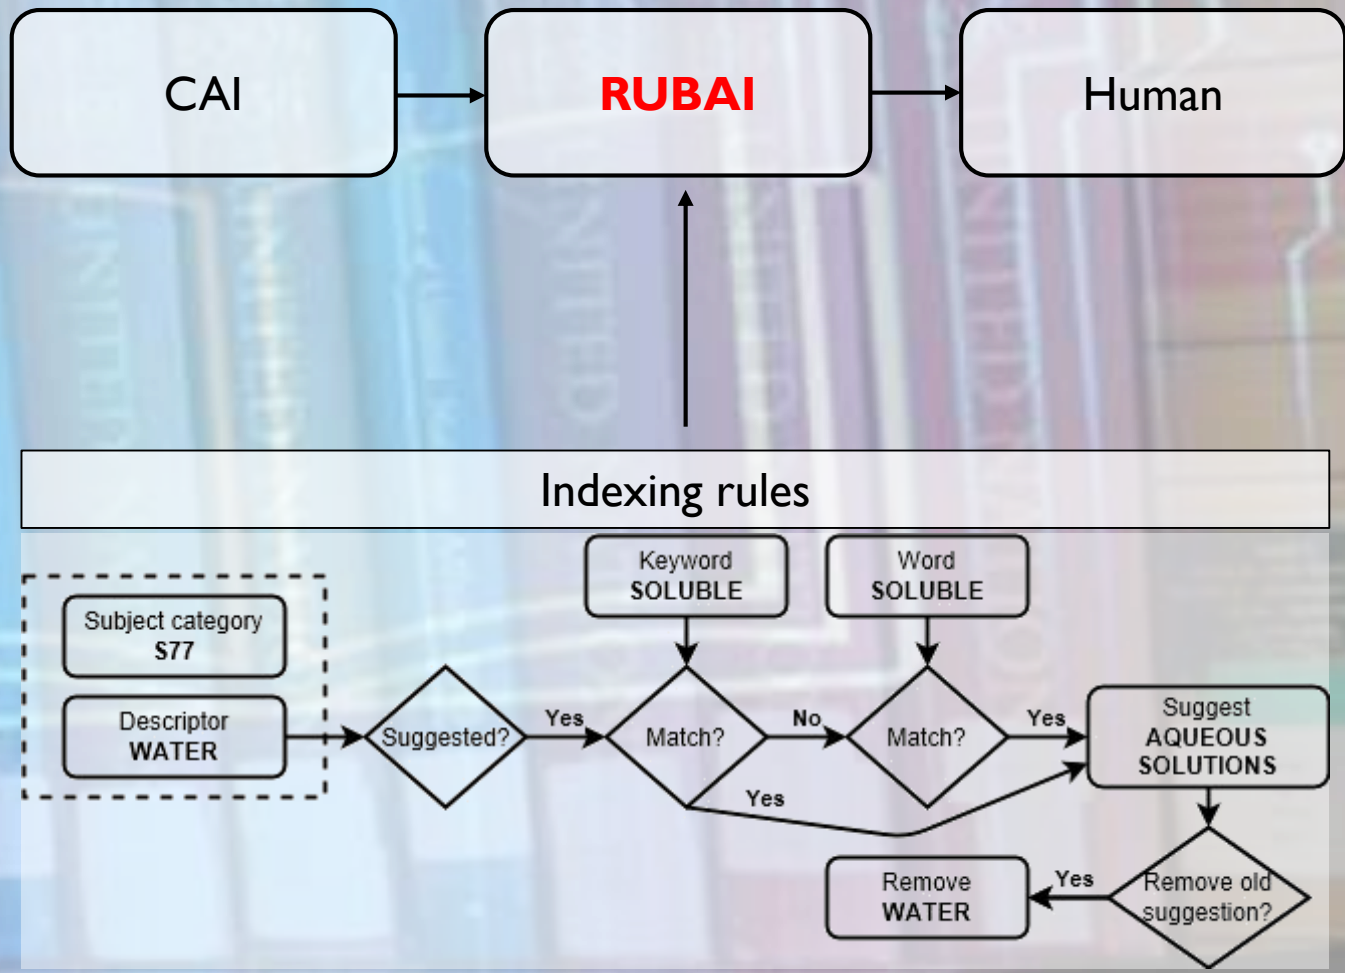 CAI
RUBAI
Human
Indexing rules
Keyword
SOLUBLE
Word
SOLUBLE
Subject category
S77
Descriptor
WATER
Suggested?
Yes
Match?
No
Match?
Yes
Yes
Suggest
AQUEOUS
SOLUTIONS
Remove
WATER
Yes
Remove old
suggestion?